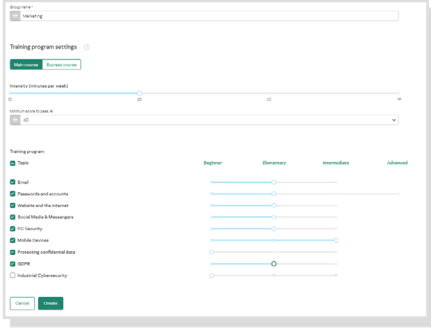 Group name *
Marketing
Training program settings
Main course
Express course
Intensity (minutes per week)
10
20
Minimum score to pass, %
Training program
Topic
Beginner
Elementary
Intermediate
Advanced
Email
Passwords and accounts
Website and the Internet
Social Media & Messengers
PC Security
Mobile Devices
Protecting confidential data
GDPR
Industrial Cybersecurity
Cancel
Create